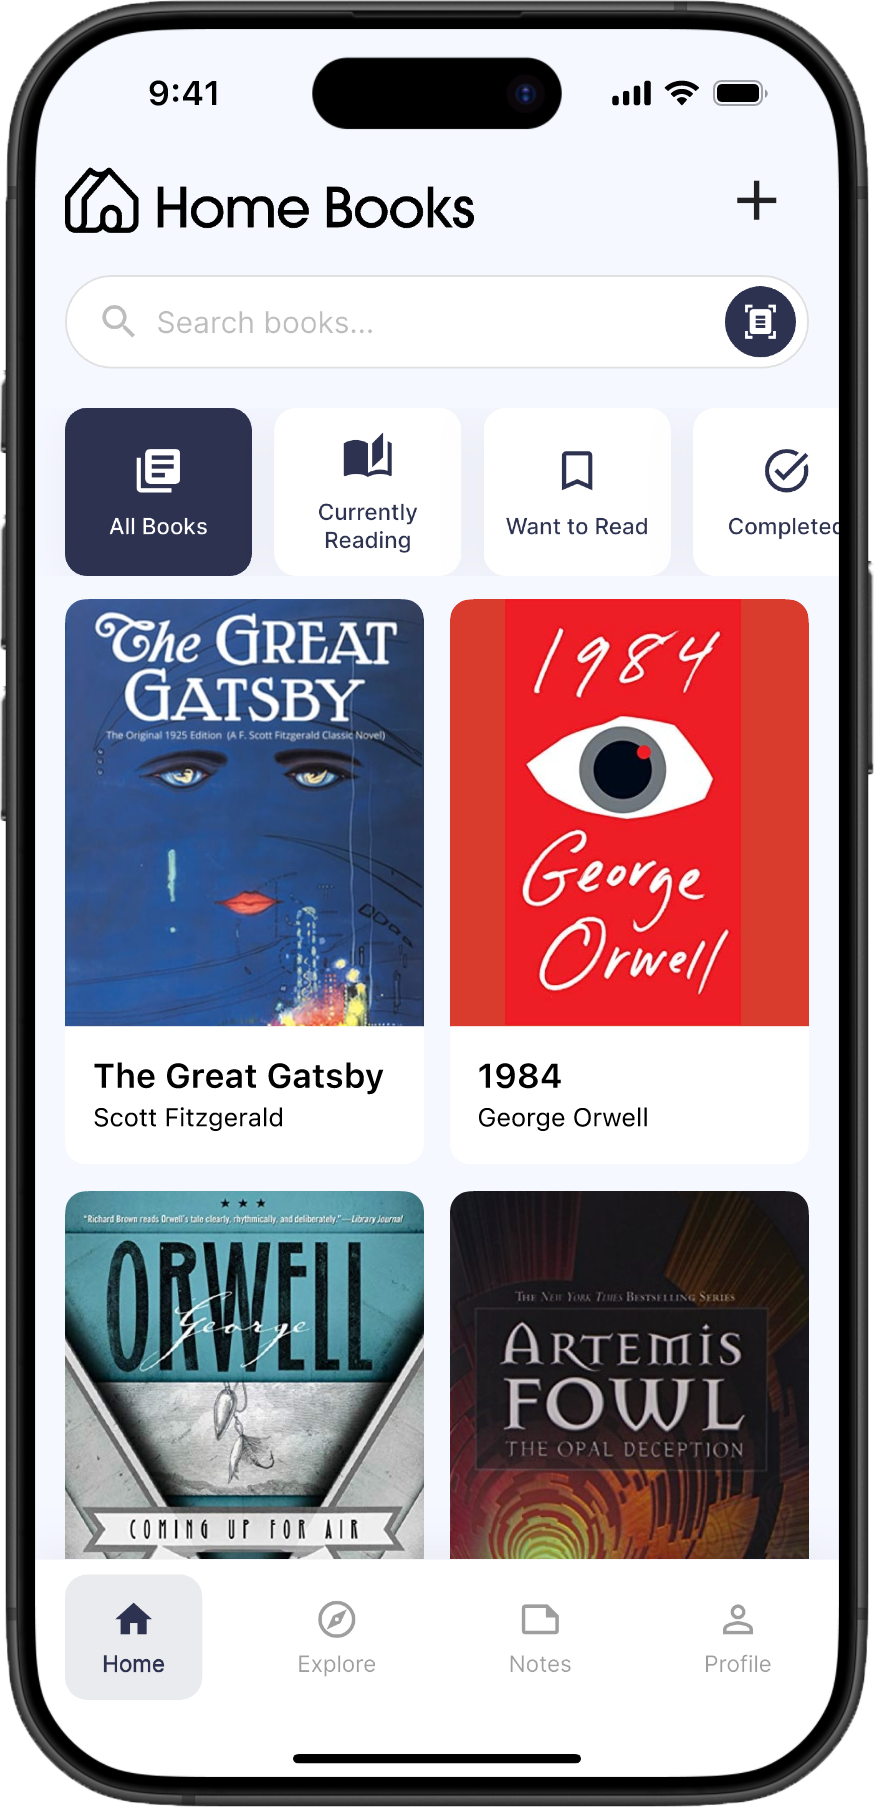 9:41
Home Books
Search books...
All Books
Currently
Reading
Want to Read
Completed
The GREAT
GATSBY
The Original 1925 Edition (A F. Scott Fitzgerald Classic Novel)
1984
George
Orwell
The Great Gatsby
Scott Fitzgerald
1984
George Orwell
"Richard Brown reads Orwell's tale clearly, rhythmically, and deliberately."—Library Journal
ORWELL
George
COMING UP FOR AIR
THE NEW YORK TIMES BESTSELLING SERIES
ARTEMIS
FOWL
THE OPAL DECEPTION
Home
Explore
Notes
Profile